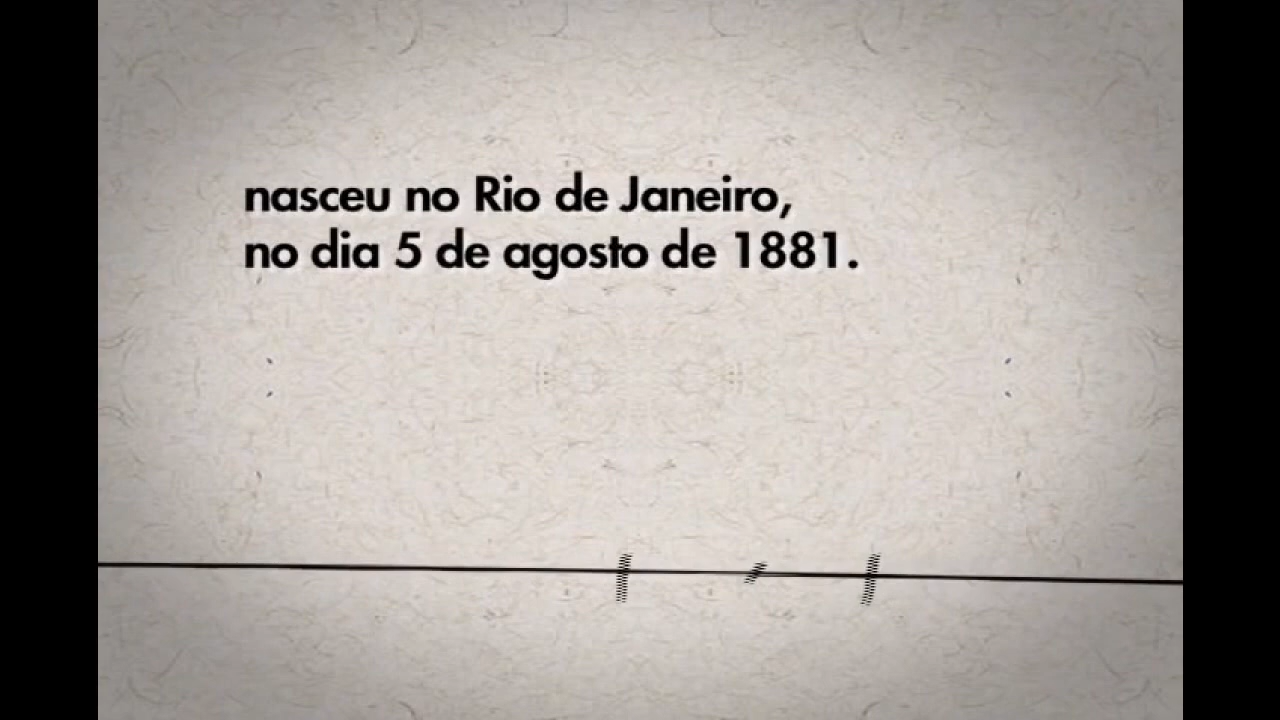 nasceu no Rio de Janeiro,
no dia 5 de agosto de 1881.